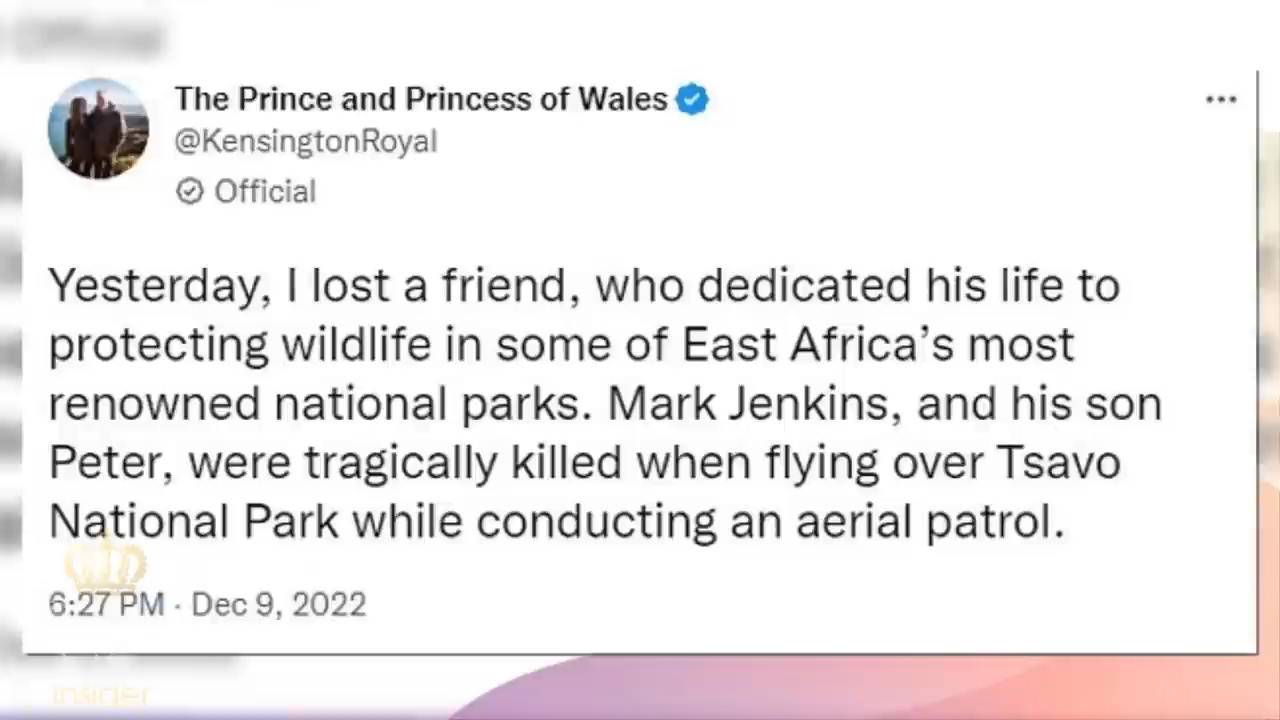 Official
The Prince and Princess of Wales
@KensingtonRoyal
Official
Yesterday, I lost a friend, who dedicated his life to
protecting wildlife in some of East Africa’s most
renowned national parks. Mark Jenkins, and his son
Peter, were tragically killed when flying over Tsavo
National Park while conducting an aerial patrol.
6:27 PM · Dec 9, 2022
Insider